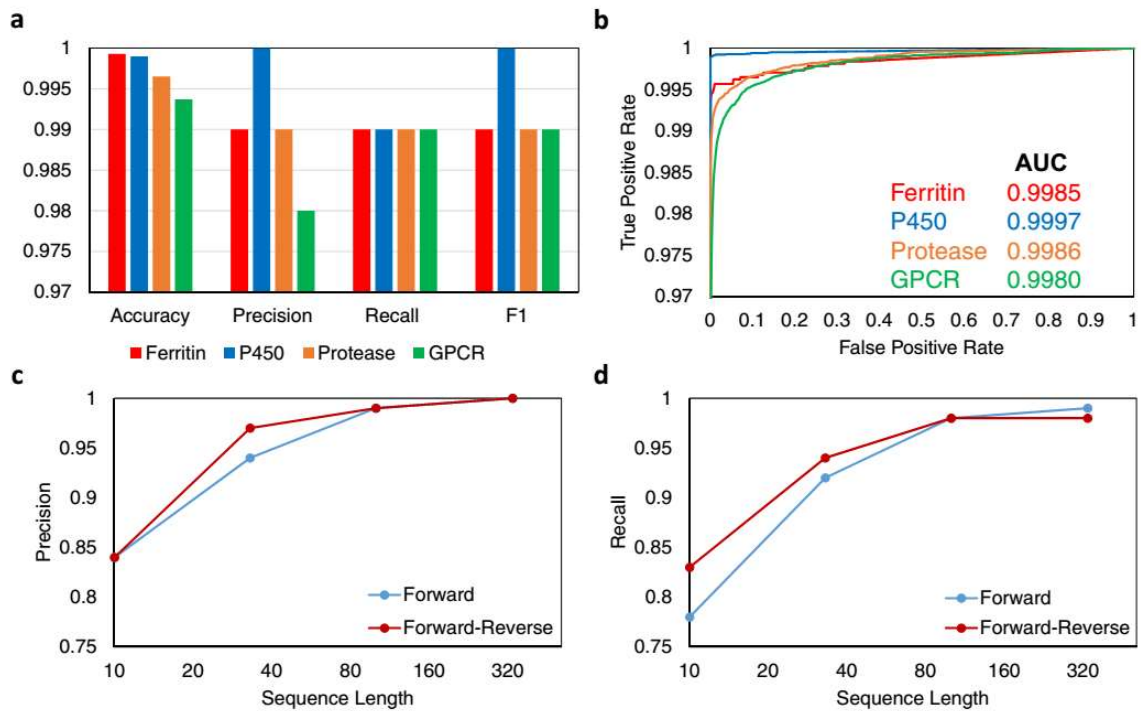 a
1
0.995
0.99
0.985
0.98
0.975
0.97
Accuracy Precision Recall F1
Ferritin P450 Protease GPCR
b
True Positive Rate
1
0.995
0.99
0.985
0.98
0.975
0.97
AUC
Ferritin 0.9985
P450 0.9997
Protease 0.9986
GPCR 0.9980
0 0.1 0.2 0.3 0.4 0.5 0.6 0.7 0.8 0.9 1
False Positive Rate
c
Precision
1
0.95
0.9
0.85
0.8
0.75
Forward
Forward-Reverse
10 20 40 80 160 320
Sequence Length
d
Recall
1
0.95
0.9
0.85
0.8
0.75
Forward
Forward-Reverse
10 20 40 80 160 320
Sequence Length